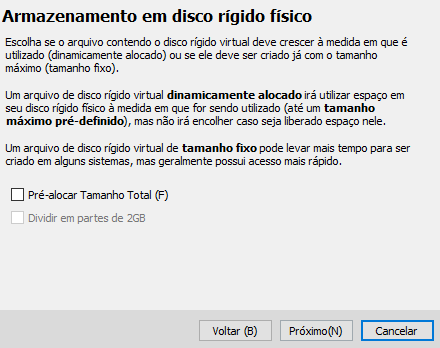 Armazenamento em disco rígido físico
Escolha se o arquivo contendo o disco rígido virtual deve crescer à medida em que é
utilizado (dinamicamente alocado) ou se ele deve ser criado já com o tamanho
máximo (tamanho fixo).
Um arquivo de disco rígido virtual dinamicamente alocado irá utilizar espaço em
seu disco rígido físico à medida em que for sendo utilizado (até um tamanho
máximo pré-definido), mas não irá encolher caso seja liberado espaço nele.
Um arquivo de disco rígido virtual de tamanho fixo pode levar mais tempo para ser
criado em alguns sistemas, mas geralmente possui acesso mais rápido.
Pré-alocar Tamanho Total (F)
Dividir em partes de 2GB
Voltar (B) Próximo(N) Cancelar